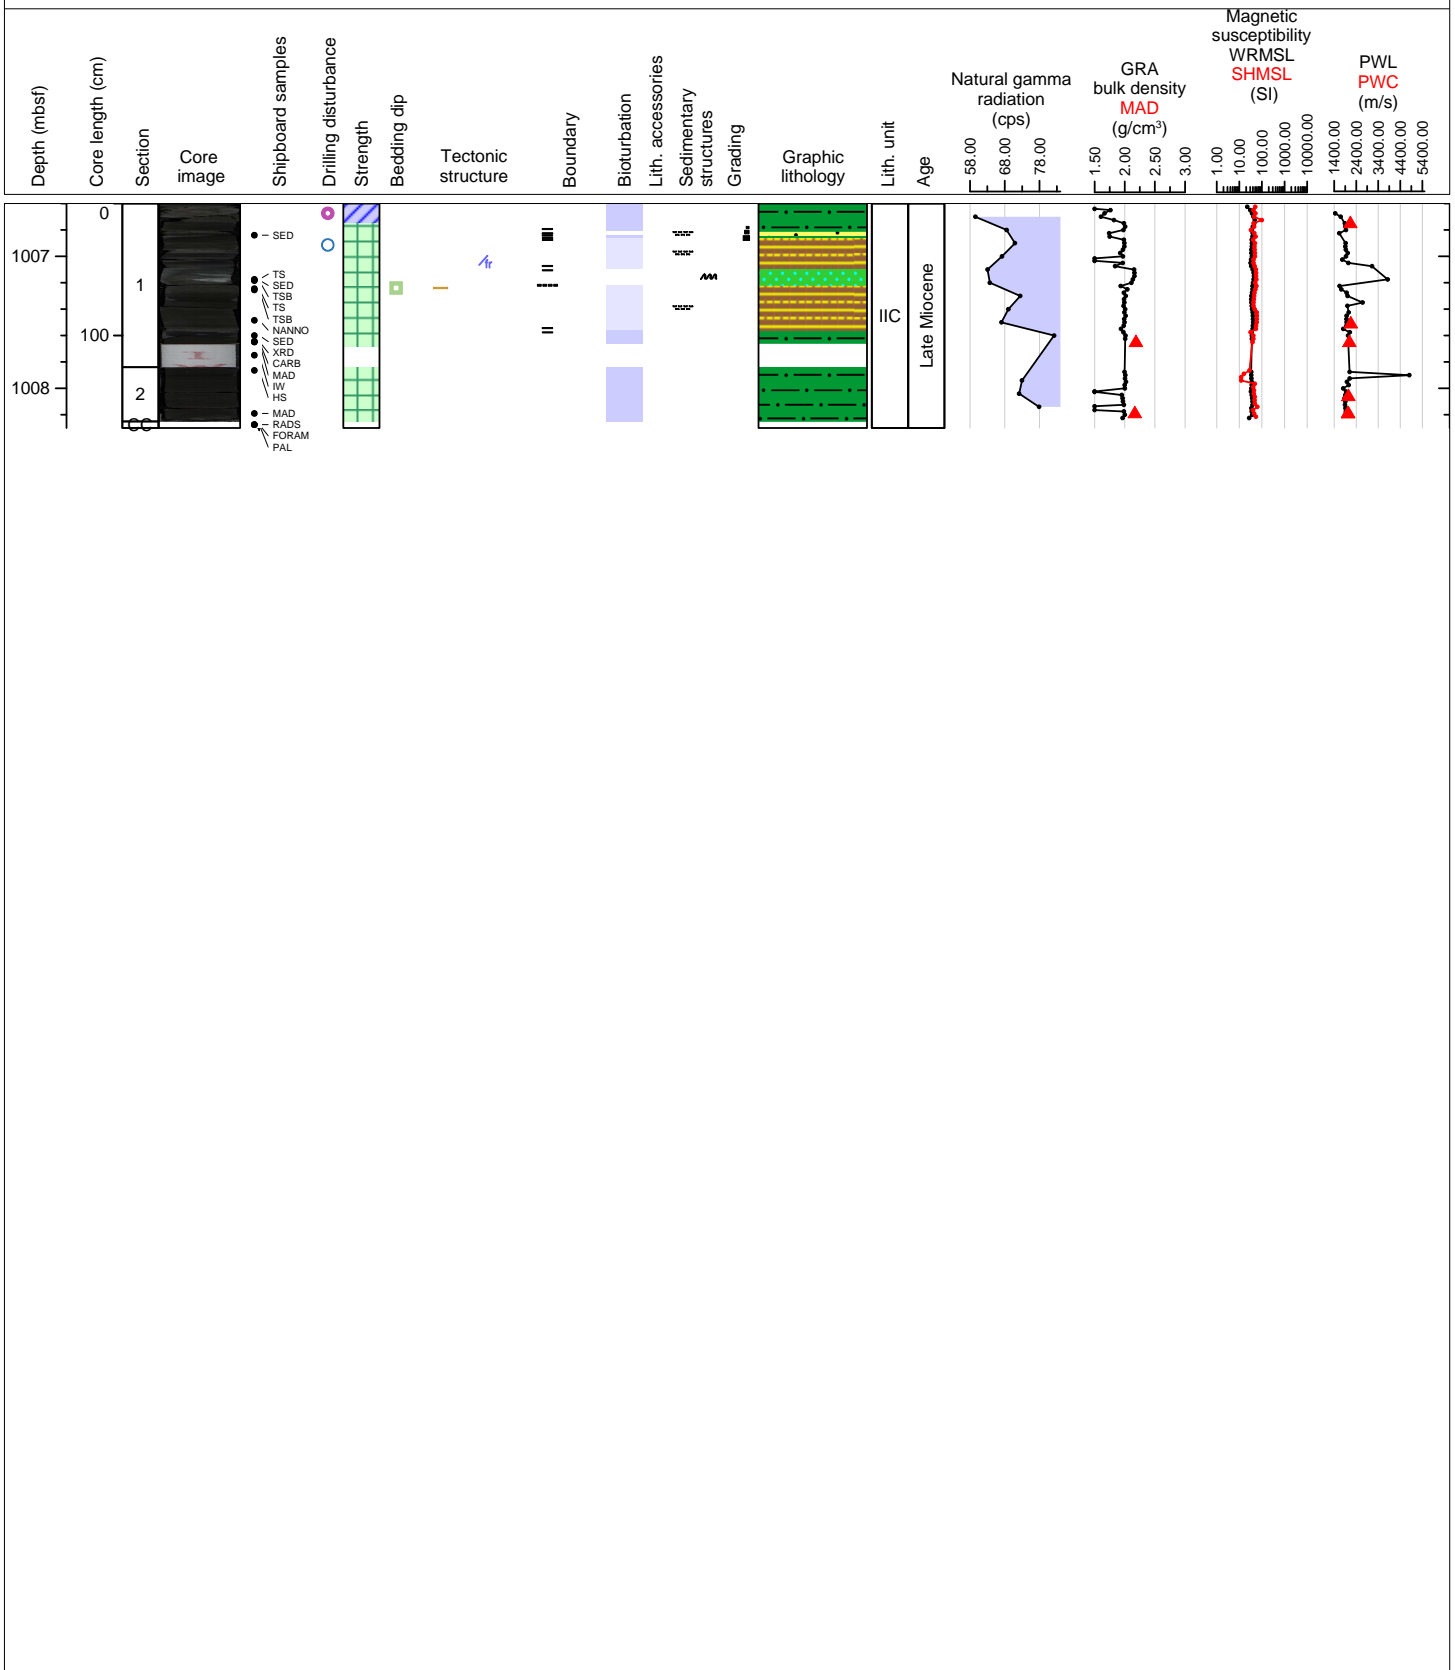 Depth (mbsf)
Core length (cm)
Section
Core
image
Shipboard samples
Drilling disturbance
Strength
Bedding dip
Tectonic
structure
Boundary
Bioturbation
Lith. accessories
Sedimentary
structures
Grading
Graphic
lithology
Lith. unit
Age
Natural gamma
radiation
(cps)
58.00
68.00
78.00
GRA
bulk density
MAD
(g/cm³)
1.50
2.00
2.50
3.00
Magnetic
susceptibility
WRMSL
SHMSL
(SI)
1.00
10.00
100.00
1000.00
10000.00
PWL
PWC
(m/s)
1400.00
2400.00
3400.00
4400.00
5400.00
0
1007
100
1008
1
2
CC
SED
TS
SED
TSB
TS
TSB
NANNO
SED
XRD
CARB
MAD
IW
HS
MAD
RADS
FORAM
PAL
fr
IIC
Late Miocene